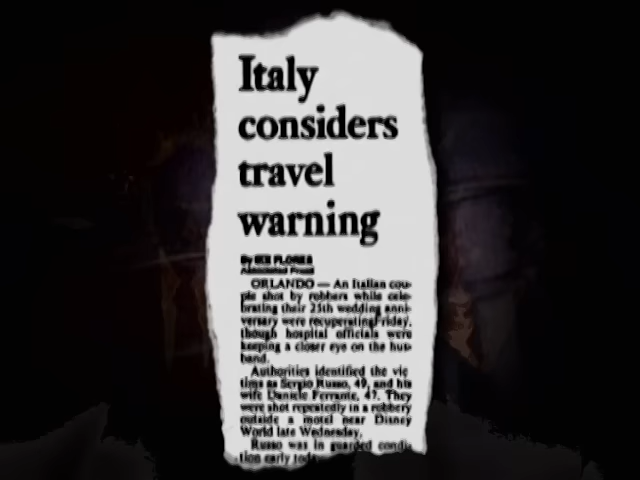 Italy
considers
travel
warning
By IKE FLORES
Associated Press
ORLANDO — An Italian cou-
ple shot by robbers while cele-
brating their 25th wedding anni-
versary were recuperating Friday,
though hospital officials were
keeping a closer eye on the hus-
band.
Authorities identified the vic-
tims as Sergio Russo, 49, and his
wife Daniele Ferrante, 47. They
were shot repeatedly in a robbery
outside a motel near Disney
World late Wednesday.
Russo was in guarded condi-
tion early